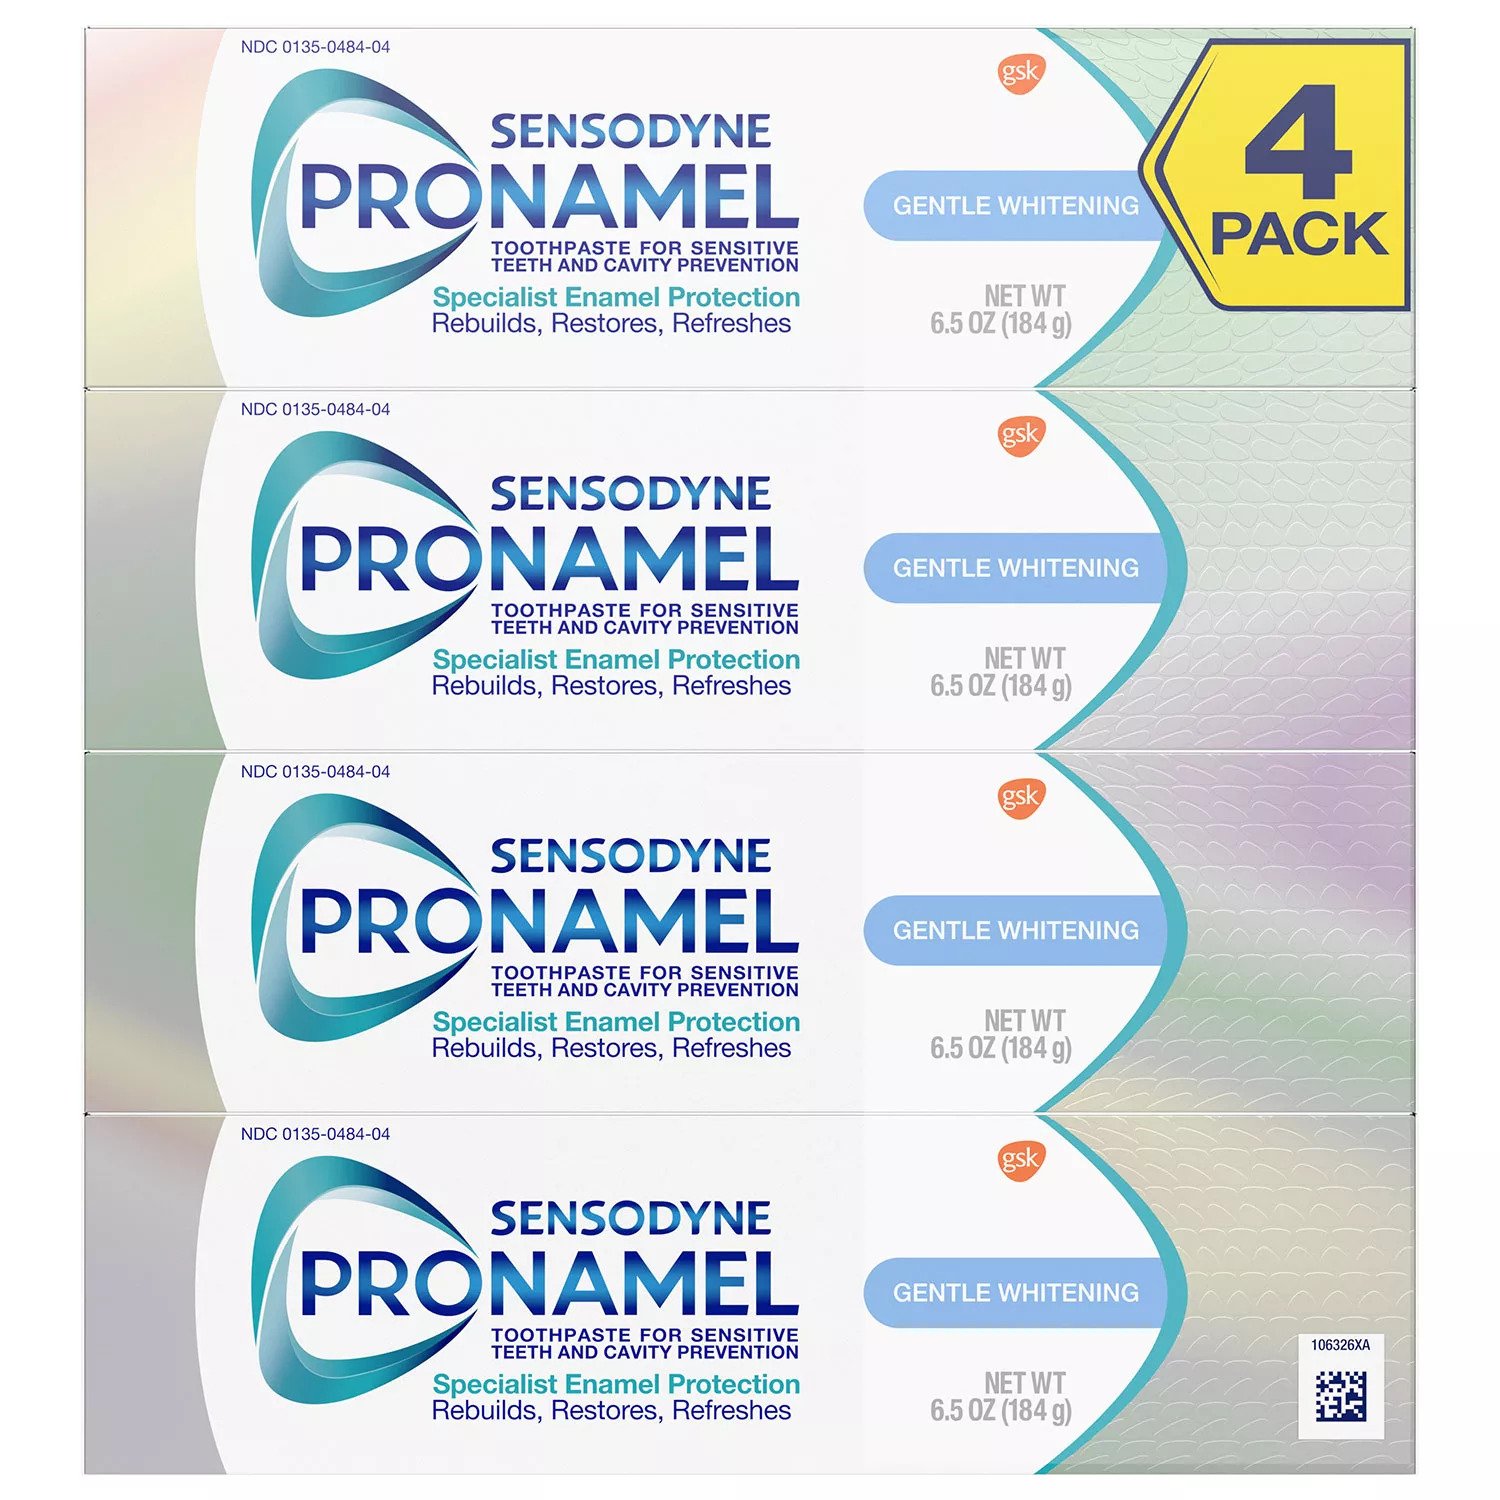 NDC 0135-0484-04
gsk
SENSODYNE
PRONAMEL
TOOTHPASTE FOR SENSITIVE
TEETH AND CAVITY PREVENTION
Specialist Enamel Protection
Rebuilds, Restores, Refreshes
GENTLE WHITENING
NET WT
6.5 OZ (184 g)
4
PACK
NDC 0135-0484-04
gsk
SENSODYNE
PRONAMEL
TOOTHPASTE FOR SENSITIVE
TEETH AND CAVITY PREVENTION
Specialist Enamel Protection
Rebuilds, Restores, Refreshes
GENTLE WHITENING
NET WT
6.5 OZ (184 g)
NDC 0135-0484-04
gsk
SENSODYNE
PRONAMEL
TOOTHPASTE FOR SENSITIVE
TEETH AND CAVITY PREVENTION
Specialist Enamel Protection
Rebuilds, Restores, Refreshes
GENTLE WHITENING
NET WT
6.5 OZ (184 g)
NDC 0135-0484-04
gsk
SENSODYNE
PRONAMEL
TOOTHPASTE FOR SENSITIVE
TEETH AND CAVITY PREVENTION
Specialist Enamel Protection
Rebuilds, Restores, Refreshes
GENTLE WHITENING
NET WT
6.5 OZ (184 g)
106326XA